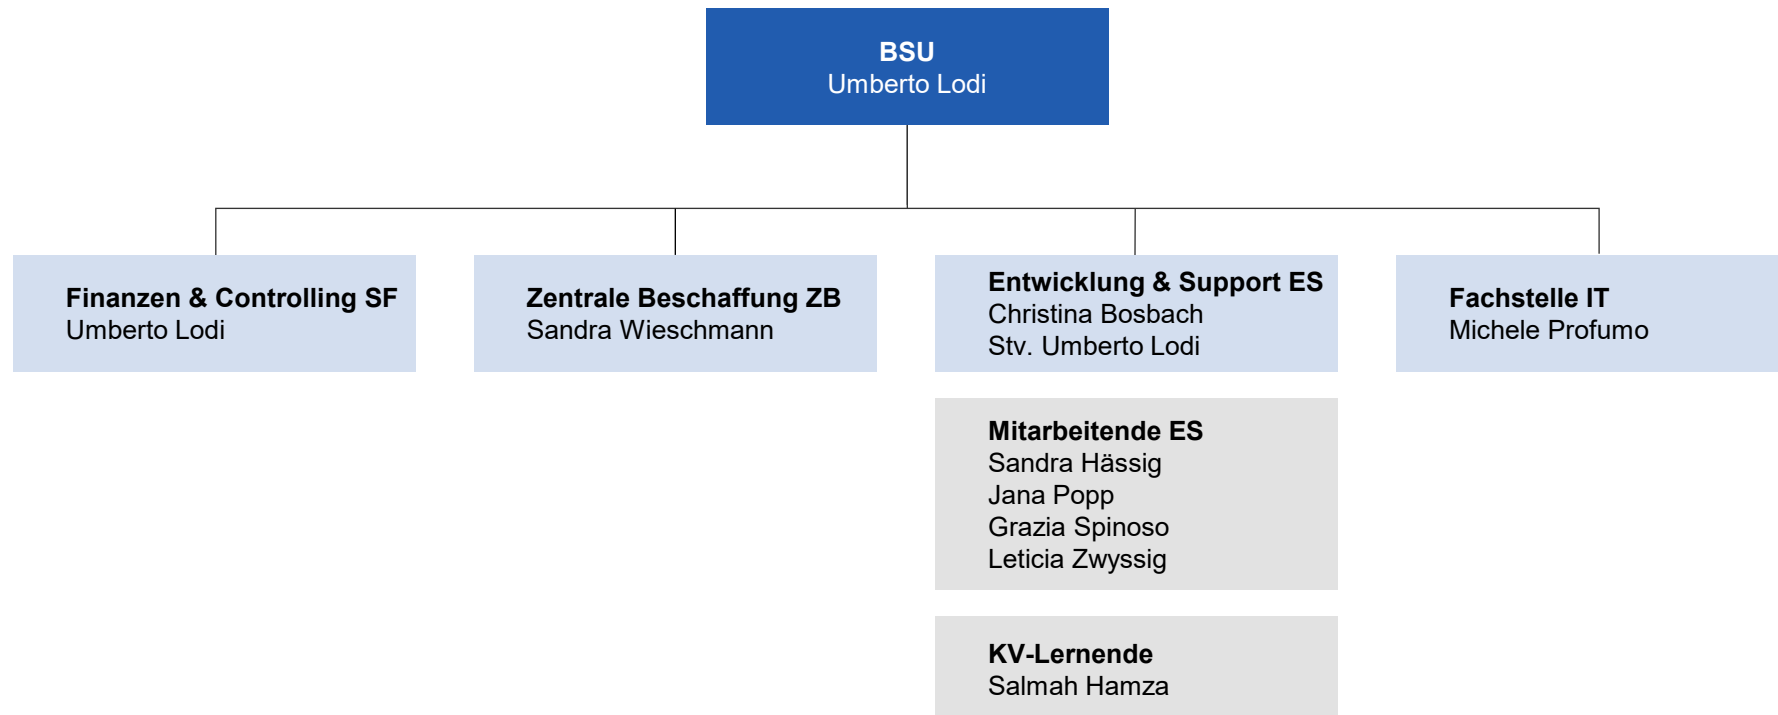 BSU
Umberto Lodi
Finanzen & Controlling SF
Umberto Lodi
Zentrale Beschaffung ZB
Sandra Wieschmann
Entwicklung & Support ES
Christina Bosbach
Stv. Umberto Lodi
Fachstelle IT
Michele Profumo
Mitarbeitende ES
Sandra Hässig
Jana Popp
Grazia Spinoso
Leticia Zwyssig
KV-Lernende
Salmah Hamza